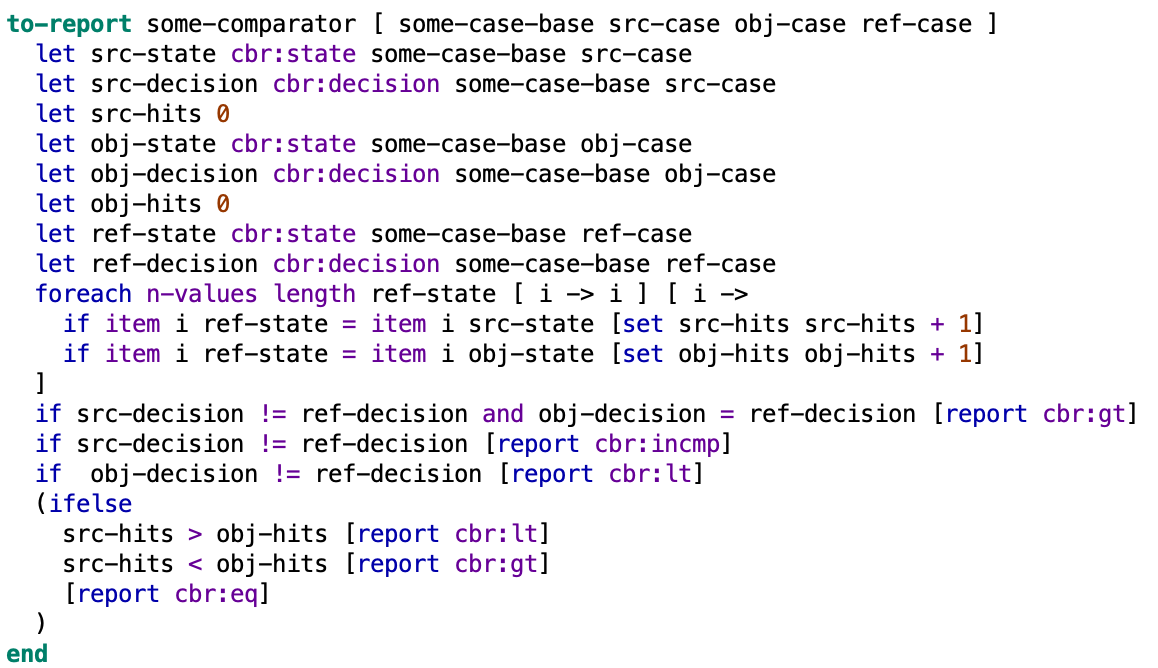 to-report some-comparator [ some-case-base src-case obj-case ref-case ]
  let src-state cbr:state some-case-base src-case
  let src-decision cbr:decision some-case-base src-case
  let src-hits 0
  let obj-state cbr:state some-case-base obj-case
  let obj-decision cbr:decision some-case-base obj-case
  let obj-hits 0
  let ref-state cbr:state some-case-base ref-case
  let ref-decision cbr:decision some-case-base ref-case
  foreach n-values length ref-state [ i -> i ] [ i ->
    if item i ref-state = item i src-state [set src-hits src-hits + 1]
    if item i ref-state = item i obj-state [set obj-hits obj-hits + 1]
  ]
  if src-decision != ref-decision and obj-decision = ref-decision [report cbr:gt]
  if src-decision != ref-decision [report cbr:incmp]
  if  obj-decision != ref-decision [report cbr:lt]
  (ifelse
    src-hits > obj-hits [report cbr:lt]
    src-hits < obj-hits [report cbr:gt]
    [report cbr:eq]
  )
end